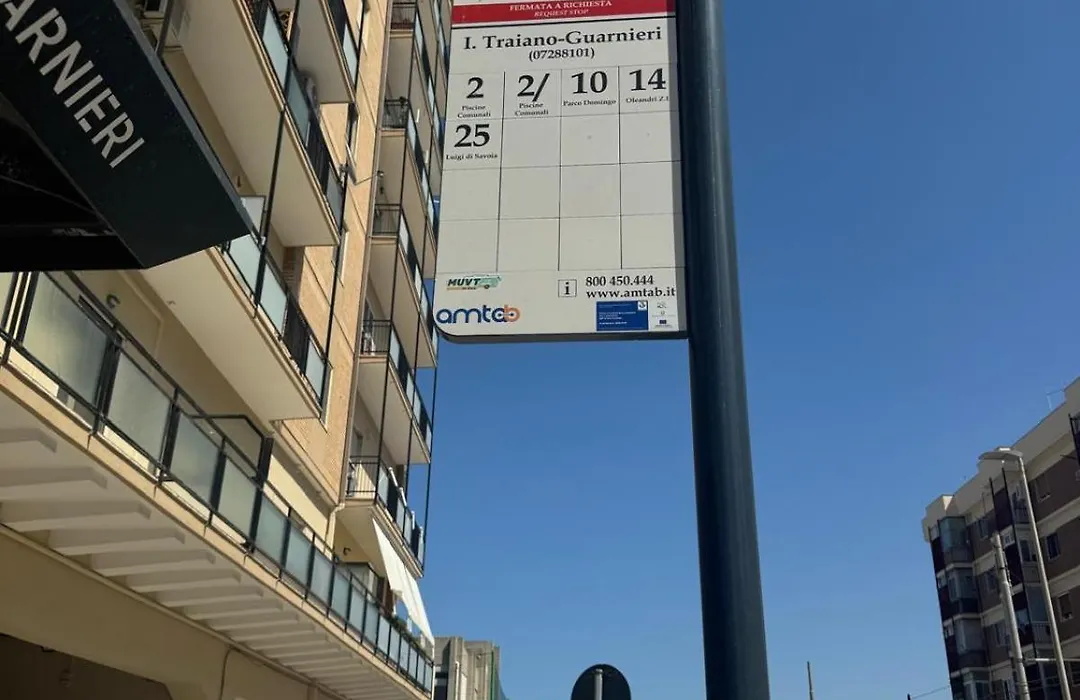 ARNIERI
FERMATA A RICHIESTA
REQUEST STOP
I. Traiano-Guarnieri
(07288101)
2
Piscine
Comunali
2/
Piscine
Comunali
10
Parco Domingo
14
Oleandri Z.I
25
Luigi di Savoia
MUVT
i
800 450.444
www.amtab.it
amtab